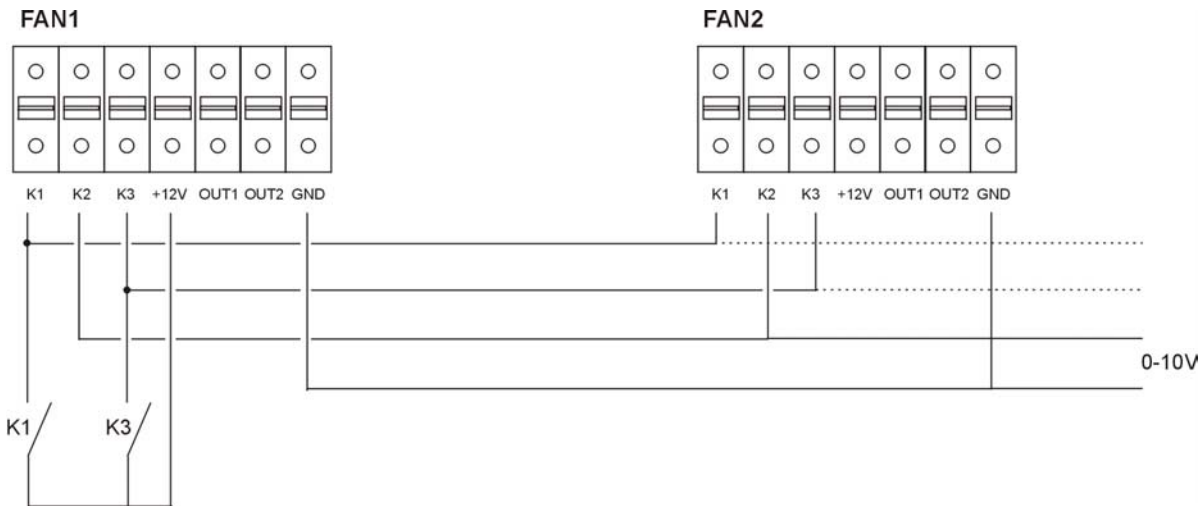 FAN1 FAN2
K1 K2 K3 +12V OUT1 OUT2 GND K1 K2 K3 +12V OUT1 OUT2 GND
0-10V
K1 K3